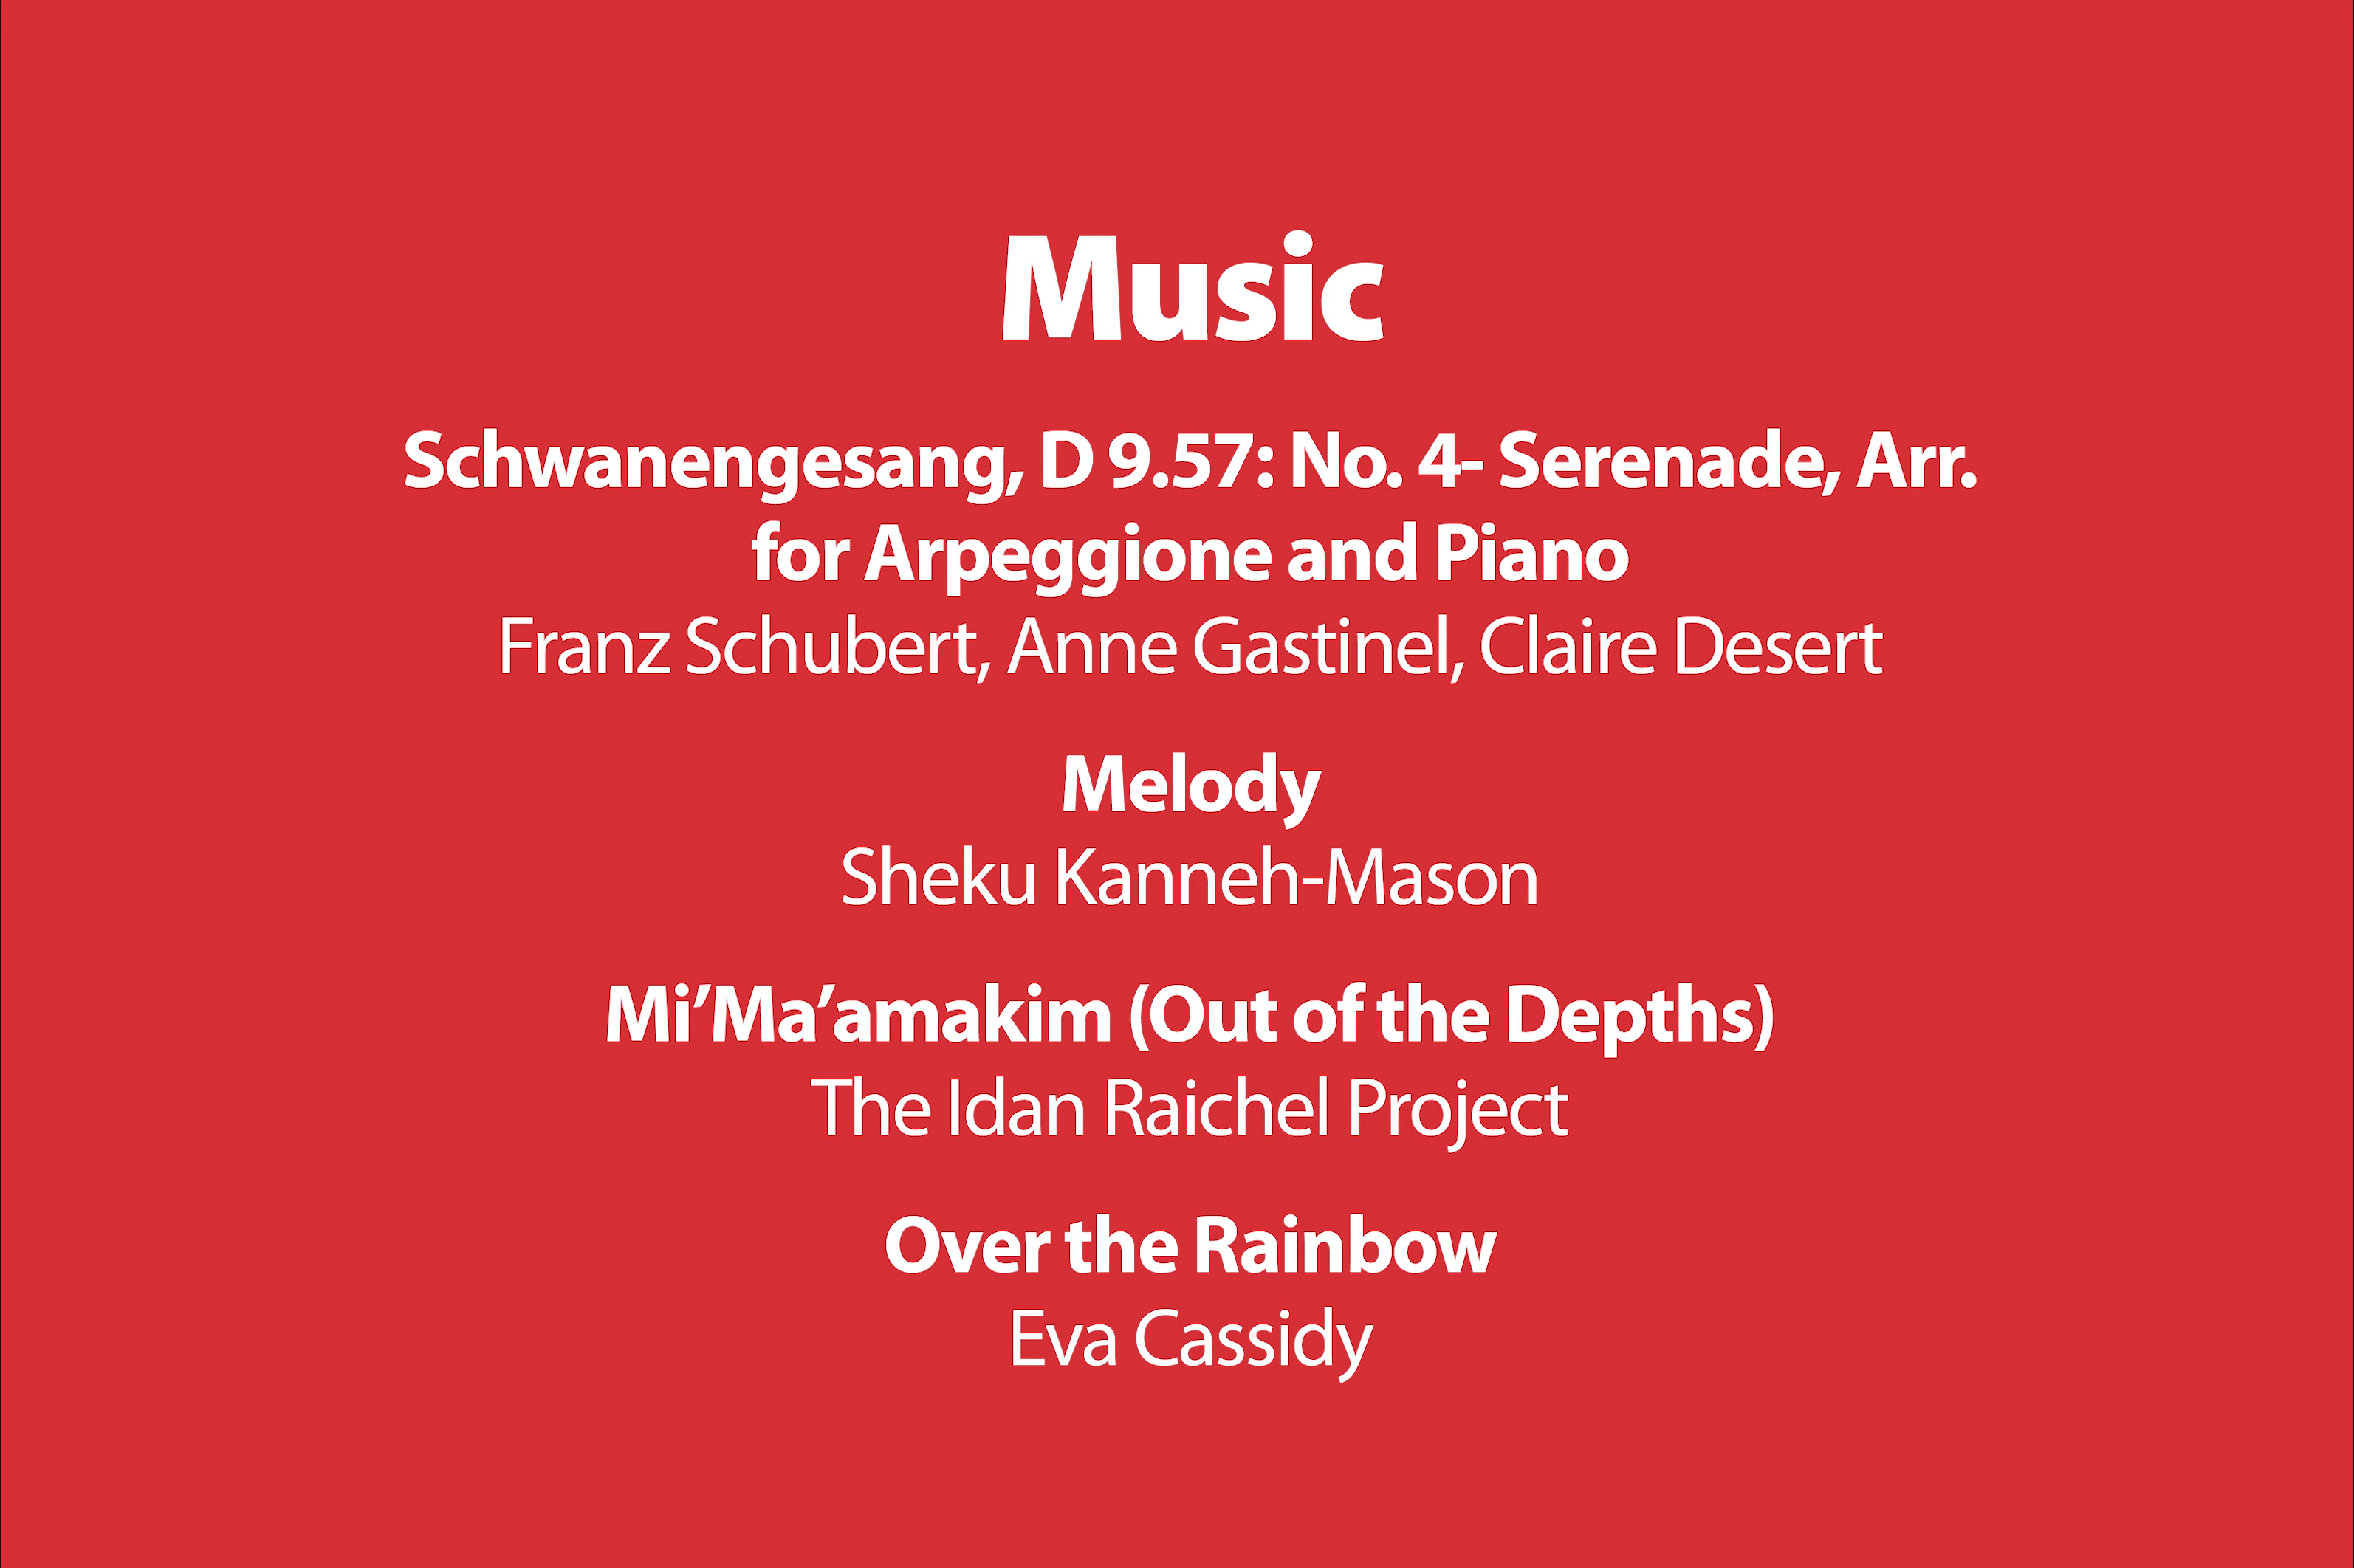 Music
Schwanengesang, D 9.57: No. 4- Serenade, Arr.
for Arpeggione and Piano
Franz Schubert, Anne Gastinel, Claire Desert
Melody
Sheku Kanneh-Mason
Mi’Ma’amakim (Out of the Depths)
The Idan Raichel Project
Over the Rainbow
Eva Cassidy